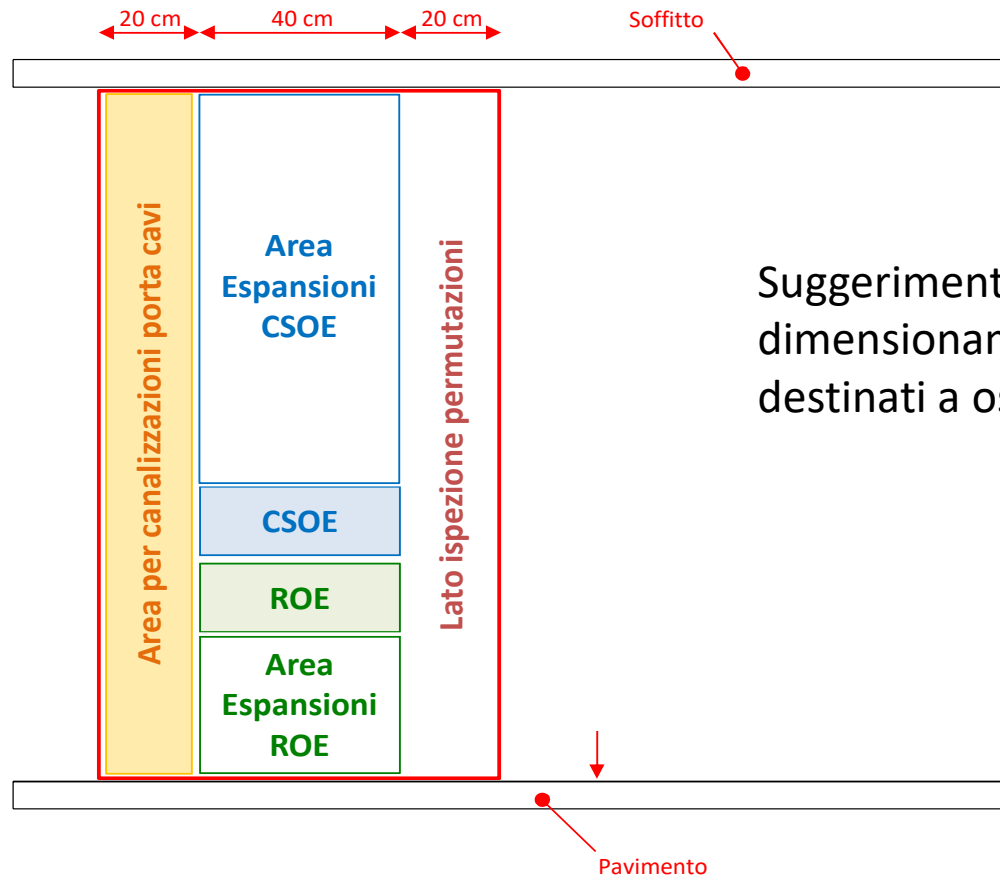 20 cm
40 cm
20 cm
Soffitto
Area per canalizzazioni porta cavi
Area
Espansioni
CSOE
CSOE
ROE
Area
Espansioni
ROE
Lato ispezione permutazioni
Suggeriment
dimensionar
destinati a os
Pavimento